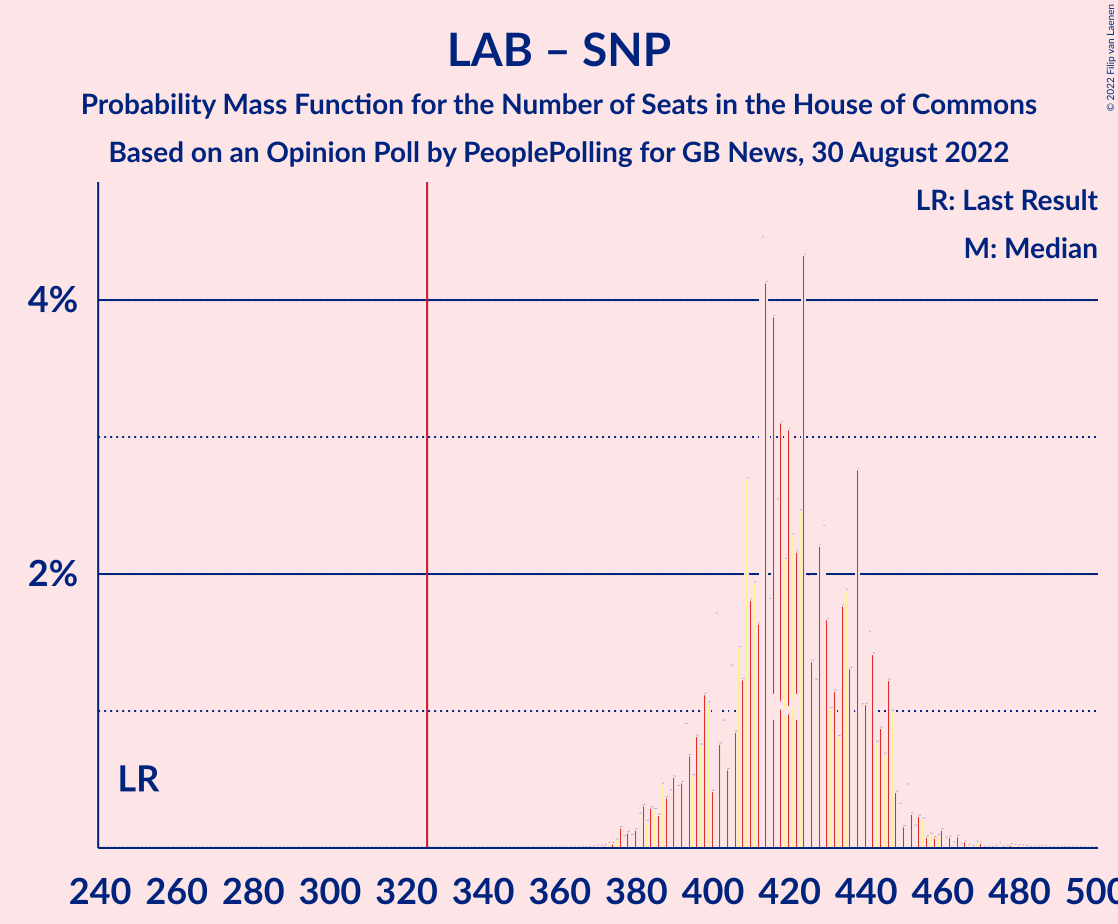 LAB – SNP
Probability Mass Function for the Number of Seats in the House of Commons
Based on an Opinion Poll by PeoplePolling for GB News, 30 August 2022
© 2022 Filip van Laenen
LR: Last Result
M: Median
4%
2%
LR
M
240 260 280 300 320 340 360 380 400 420 440 460 480 500